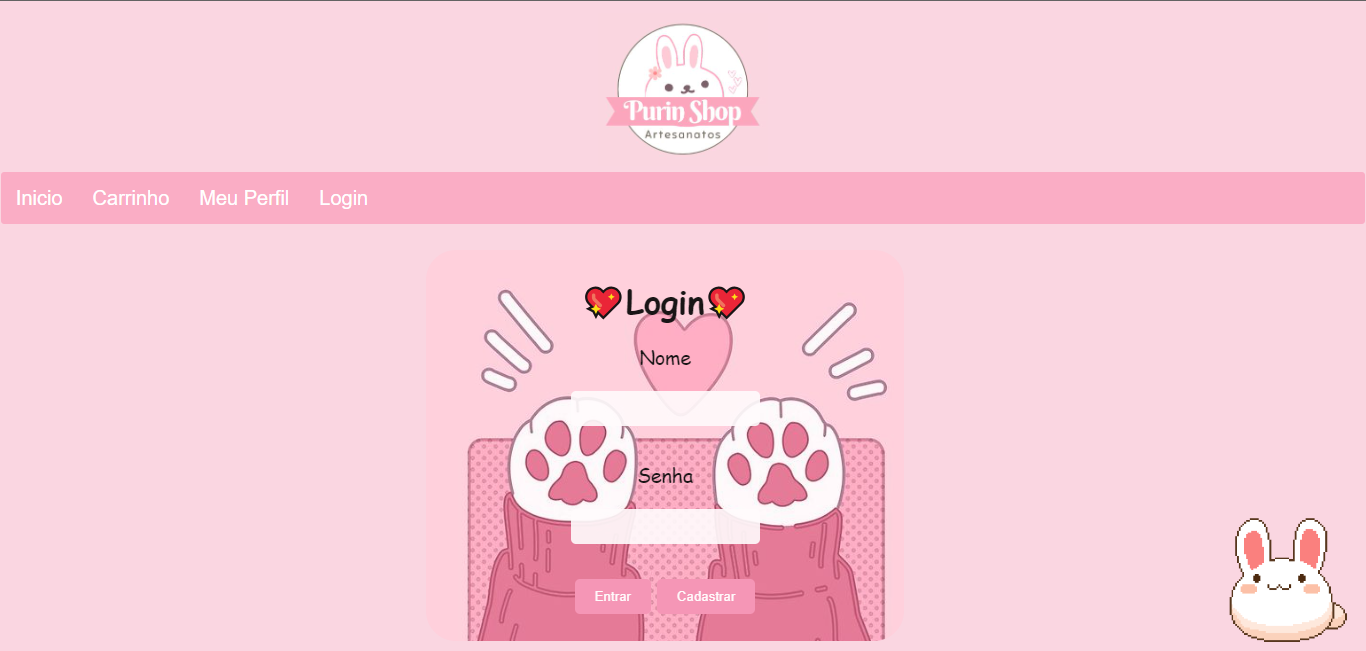 Purin Shop
Artesanatos
Inicio Carrinho Meu Perfil Login
💖Login💖
Nome
Senha
Entrar Cadastrar